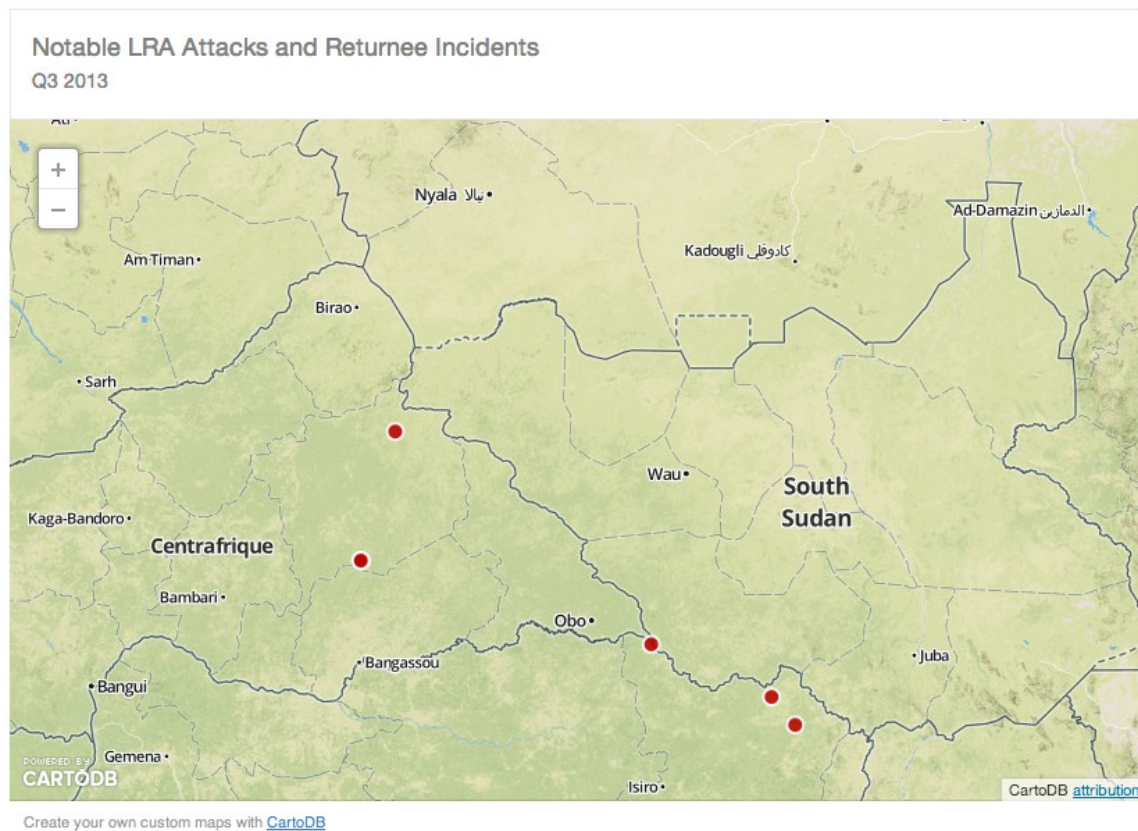 Notable LRA Attacks and Returnee Incidents
Q3 2013
+
−
Nyala نيالا
Ad-Damazin الدمازين
Kadougli كادوقلي
Am Timan
Birao
Sarh
Wau
South
Sudan
Kaga-Bandoro
Centrafrique
Bambari
Obo
Juba
Bangassou
Bangui
Gemena
POWERED BY
CARTODB
Isiro
CartoDB attribution
Create your own custom maps with CartoDB